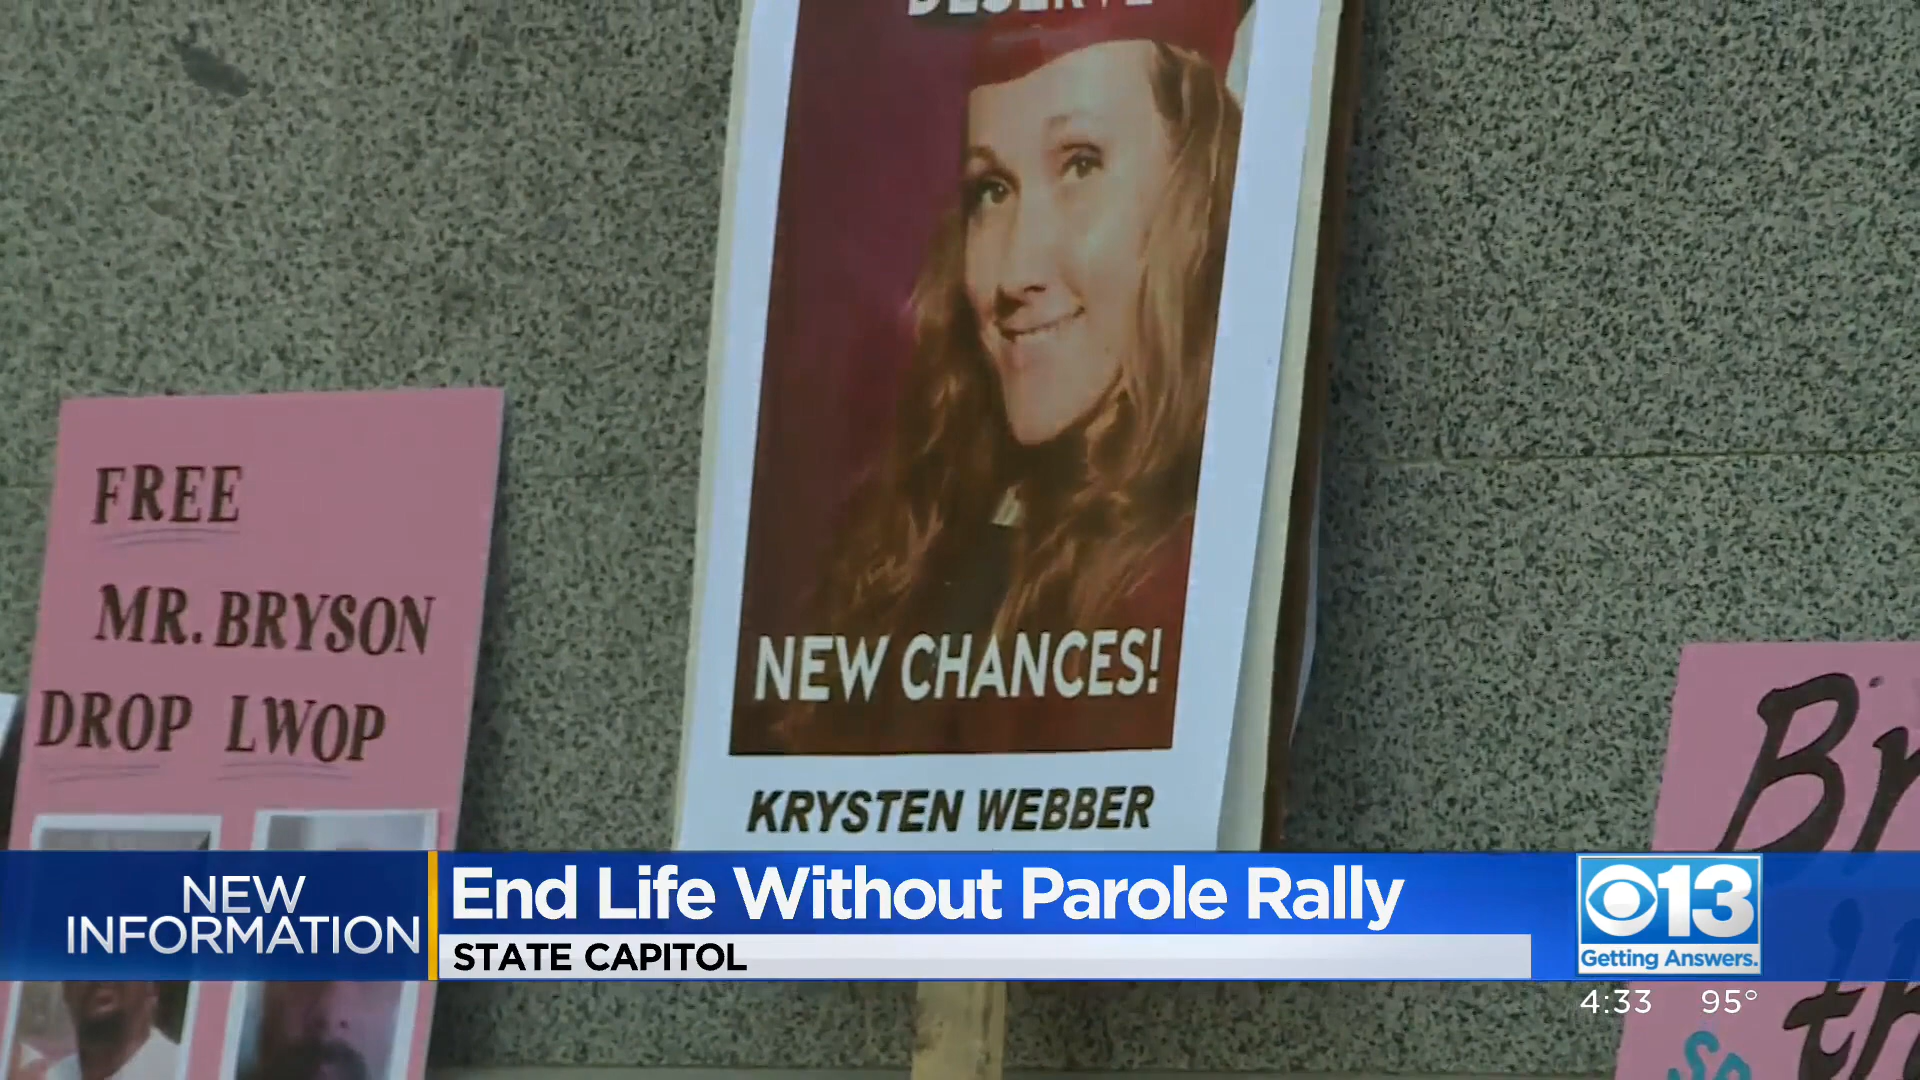 DESERVE
NEW CHANCES!
KRYSTEN WEBBER
FREE
MR. BRYSON
DROP LWOP
NEW
INFORMATION
End Life Without Parole Rally
STATE CAPITOL
13
Getting Answers.
4:33 95°